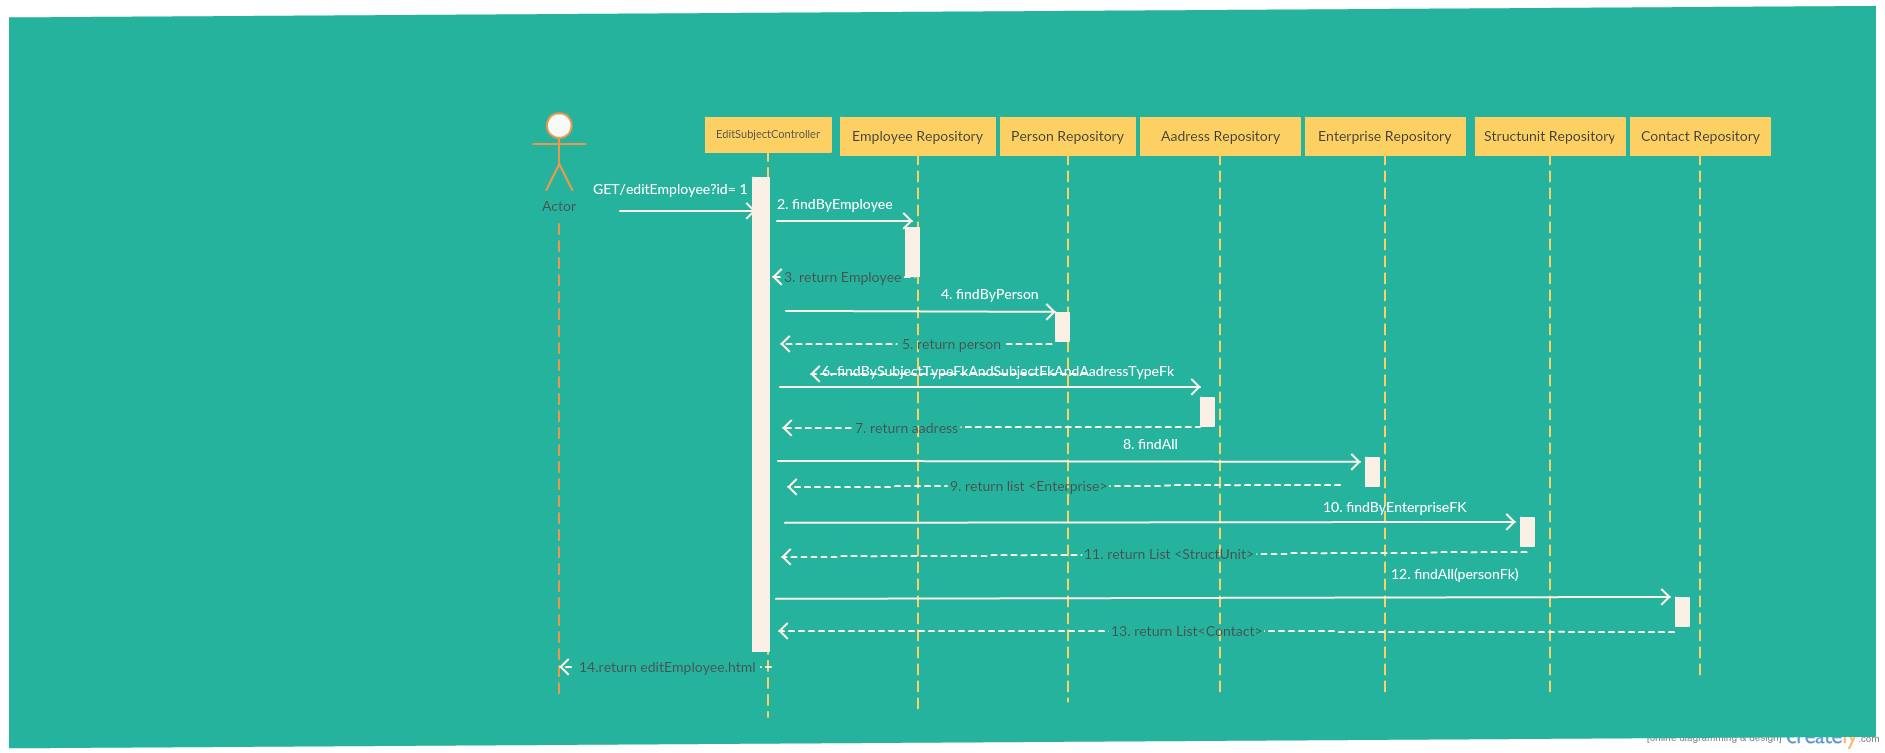 EditSubjectController
Employee Repository
Person Repository
Aadress Repository
Enterprise Repository
Structunit Repository
Contact Repository
Actor
GET/editEmployee?id= 1
2. findByEmployee
3. return Employee
4. findByPerson
5. return person
6. findBySubjectTypeFkAndSubjectFkAndAadressTypeFk
7. return aadress
8. findAll
9. return list <Enterprise>
10. findByEnterpriseFK
11. return List <StructUnit>
12. findAll(personFk)
13. return List<Contact>
14.return editEmployee.html
[online diagramming & design] creately.com